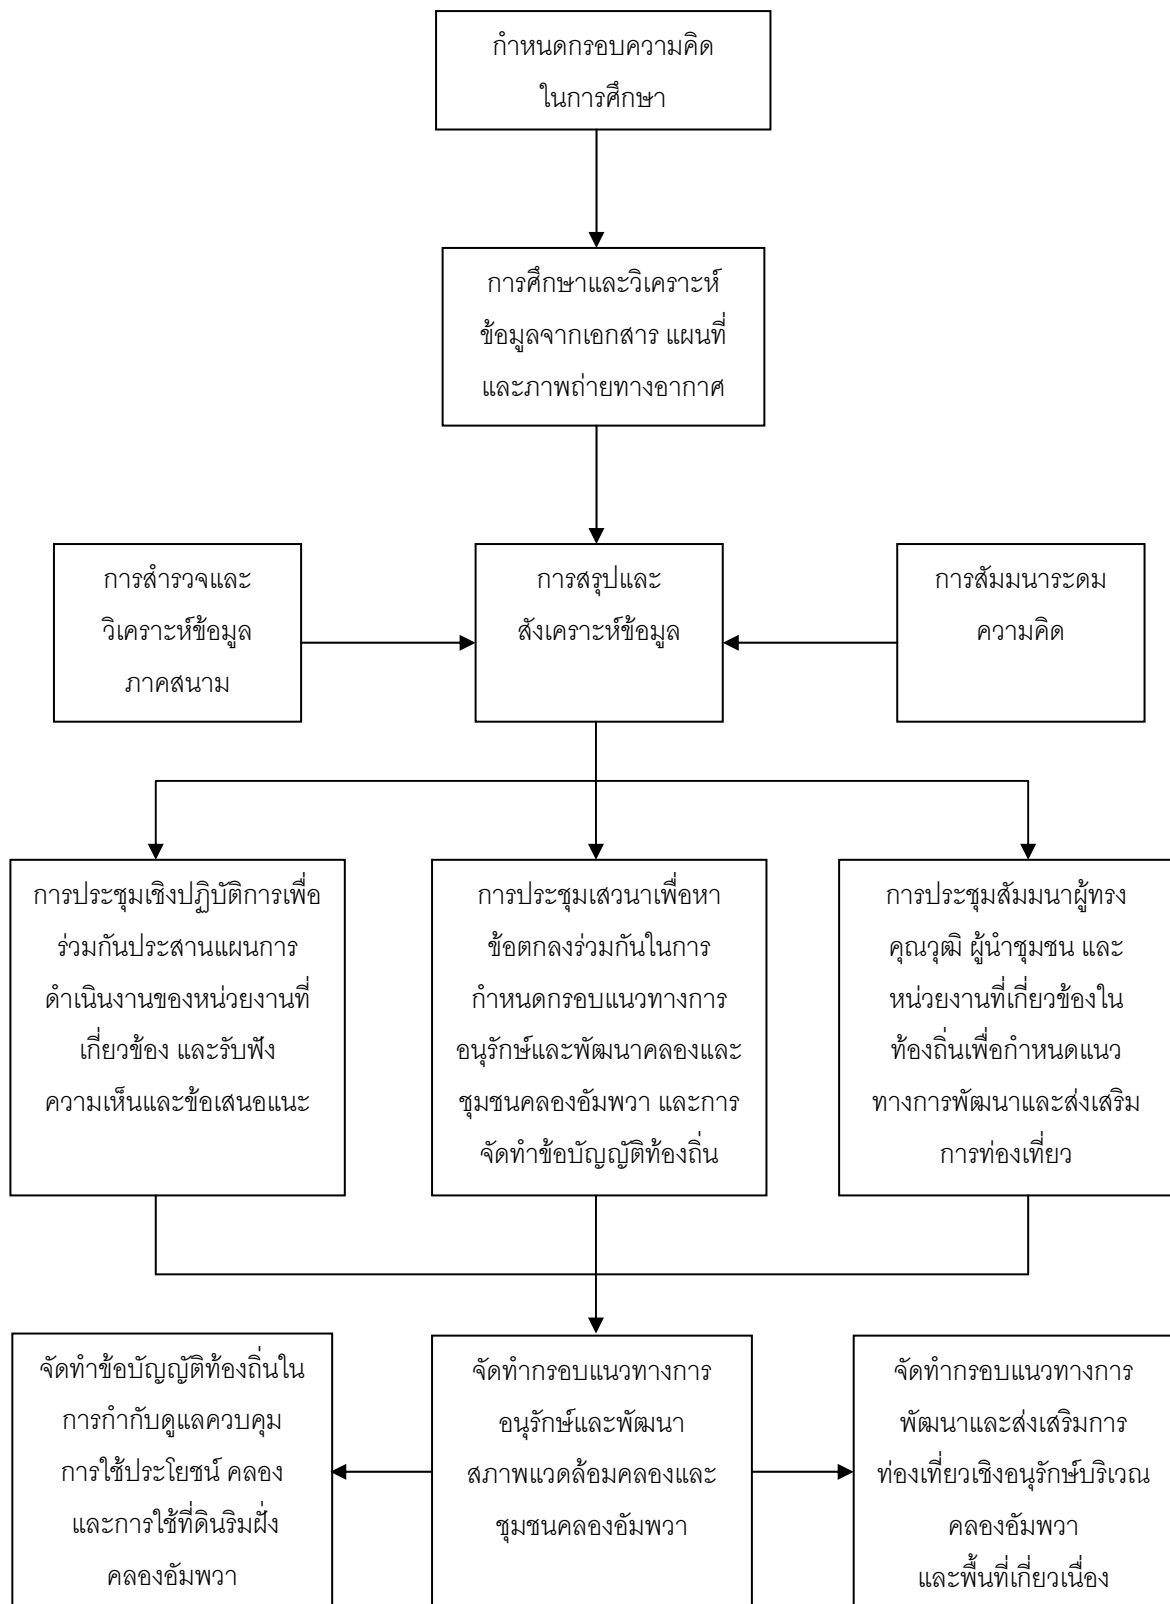 กำหนดกรอบความคิด
ในการศึกษา
การศึกษาและวิเคราะห์
ข้อมูลจากเอกสาร แผนที่
และภาพถ่ายทางอากาศ
การสำรวจและ
วิเคราะห์ข้อมูล
ภาคสนาม
การสรุปและ
สังเคราะห์ข้อมูล
การสัมมนาระดม
ความคิด
การประชุมเชิงปฏิบัติการเพื่อ
ร่วมกันประสานแผนการ
ดำเนินงานของหน่วยงานที่
เกี่ยวข้อง และรับฟัง
ความเห็นและข้อเสนอแนะ
การประชุมเสวนาเพื่อหา
ข้อตกลงร่วมกันในการ
กำหนดกรอบแนวทางการ
อนุรักษ์และพัฒนาคลองและ
ชุมชนคลองอัมพวา และการ
จัดทำข้อบัญญัติท้องถิ่น
การประชุมสัมมนาผู้ทรง
คุณวุฒิ ผู้นำชุมชน และ
หน่วยงานที่เกี่ยวข้องใน
ท้องถิ่นเพื่อกำหนดแนว
ทางการพัฒนาและส่งเสริม
การท่องเที่ยว
จัดทำข้อบัญญัติท้องถิ่นใน
การกำกับดูแลควบคุม
การใช้ประโยชน์ คลอง
และการใช้ที่ดินริมฝั่ง
คลองอัมพวา
จัดทำกรอบแนวทางการ
อนุรักษ์และพัฒนา
สภาพแวดล้อมคลองและ
ชุมชนคลองอัมพวา
จัดทำกรอบแนวทางการ
พัฒนาและส่งเสริมการ
ท่องเที่ยวเชิงอนุรักษ์บริเวณ
คลองอัมพวา
และพื้นที่เกี่ยวเนื่อง